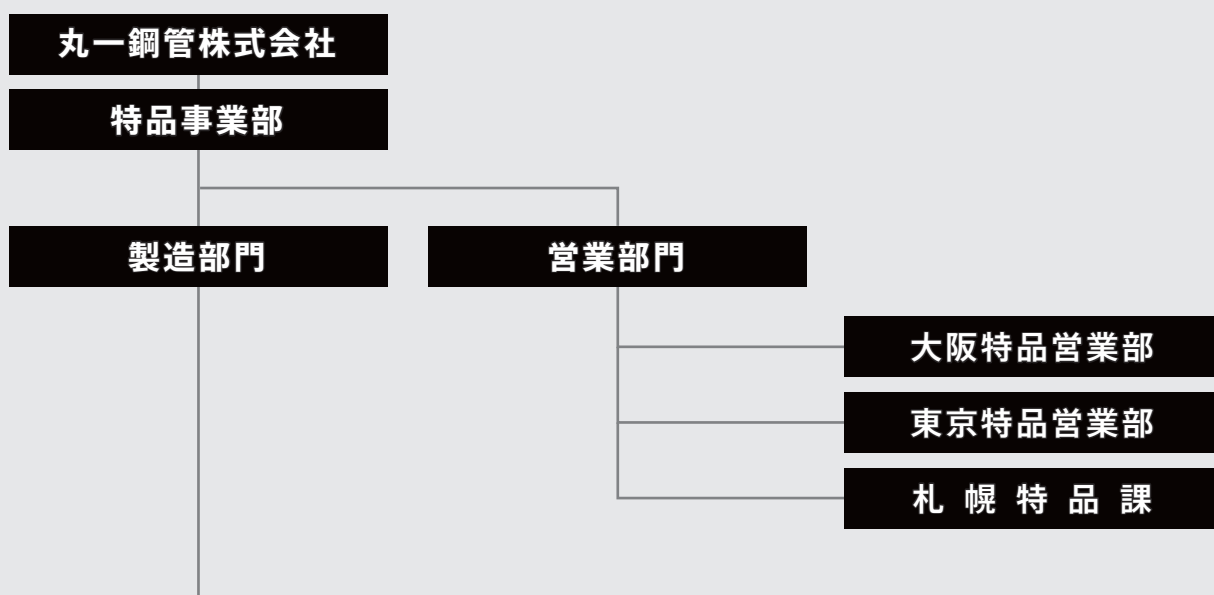 丸一鋼管株式会社
特品事業部
製造部門
営業部門
大阪特品営業部
東京特品営業部
札幌特品課